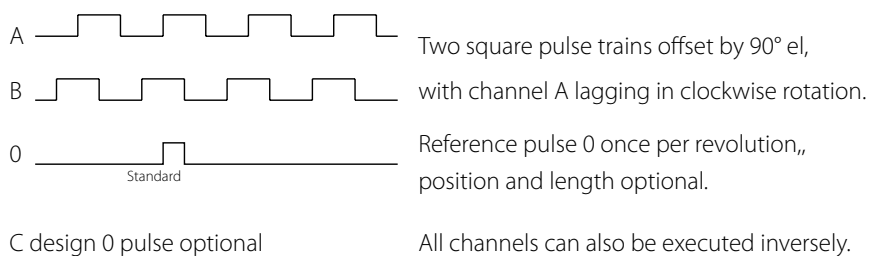 A
Two square pulse trains offset by 90° el,
B
with channel A lagging in clockwise rotation.
0
Reference pulse 0 once per revolution,,
Standard
position and length optional.
C design 0 pulse optional
All channels can also be executed inversely.